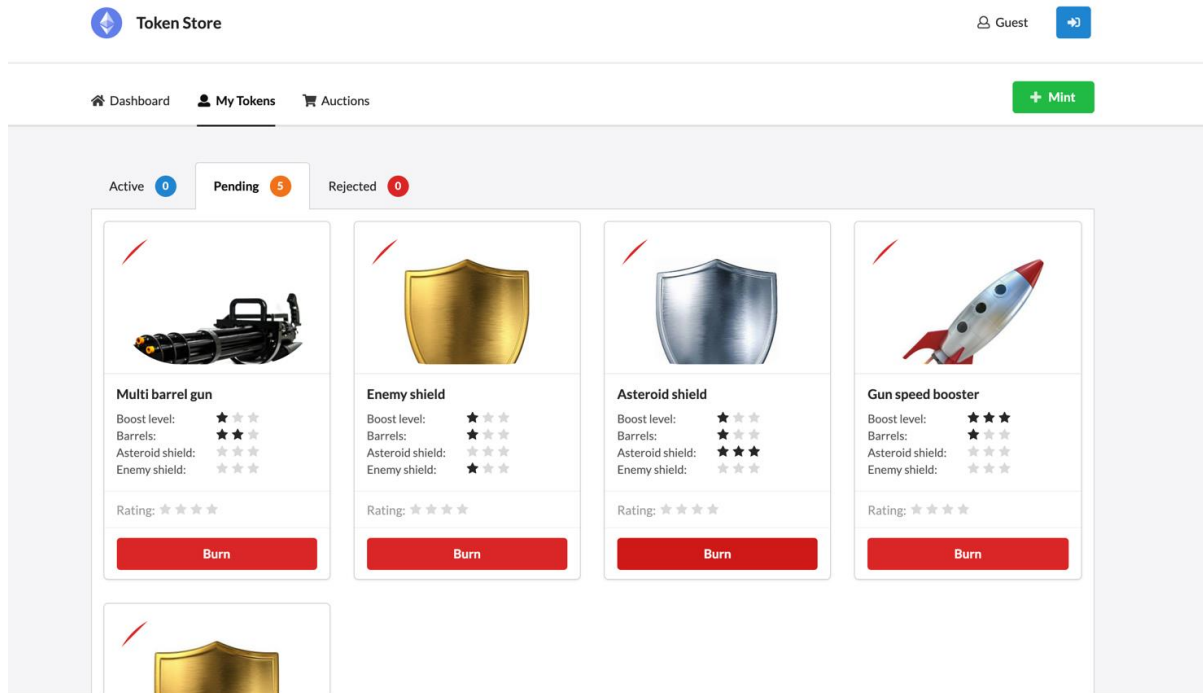 Token Store
Guest
Dashboard My Tokens Auctions
Mint
Active 0 Pending 5 Rejected 0
Multi barrel gun
Boost level:
Barrels:
Asteroid shield:
Enemy shield:
Rating:
Burn
Enemy shield
Boost level:
Barrels:
Asteroid shield:
Enemy shield:
Rating:
Burn
Asteroid shield
Boost level:
Barrels:
Asteroid shield:
Enemy shield:
Rating:
Burn
Gun speed booster
Boost level:
Barrels:
Asteroid shield:
Enemy shield:
Rating:
Burn